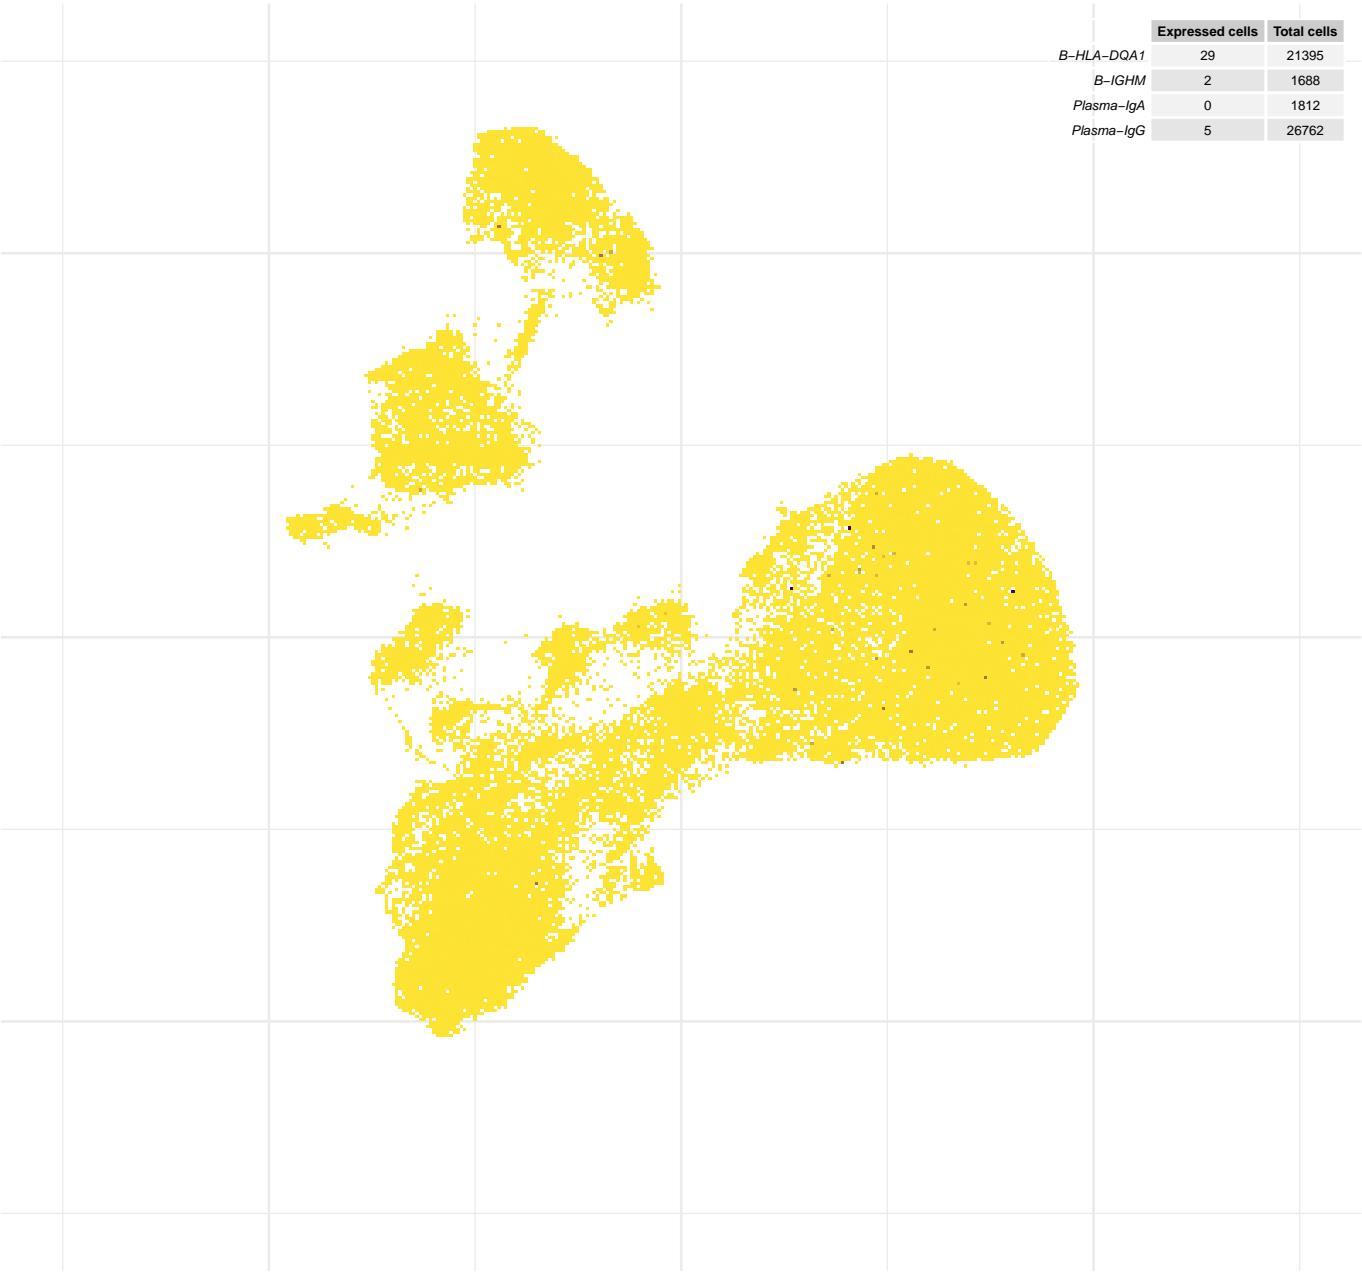 Expressed cells Total cells
B−HLA−DQA1 29 21395
B−IGHM 2 1688
Plasma−IgA 0 1812
Plasma−IgG 5 26762